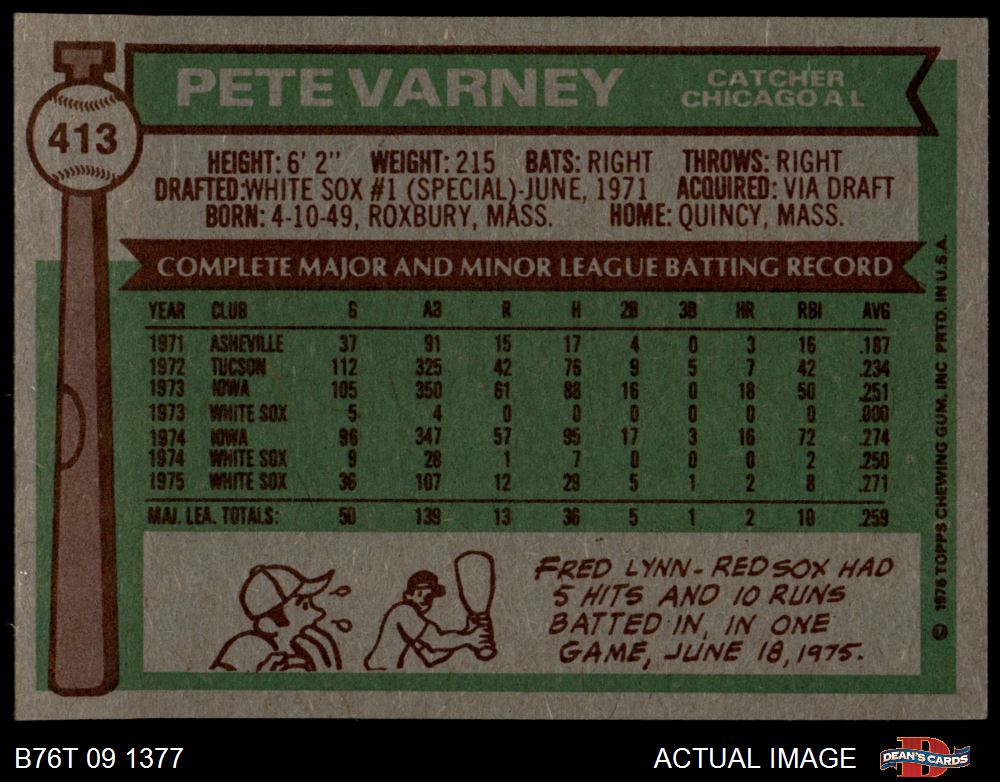 T
413
PETE VARNEY
CATCHER
CHICAGO A L
HEIGHT: 6' 2" WEIGHT: 215 BATS: RIGHT THROWS: RIGHT
DRAFTED: WHITE SOX #1 (SPECIAL)-JUNE, 1971 ACQUIRED: VIA DRAFT
BORN: 4-10-49, ROXBURY, MASS. HOME: QUINCY, MASS.
COMPLETE MAJOR AND MINOR LEAGUE BATTING RECORD
YEAR CLUB G AB R H 2B 3B HR RBI AVG
1971 ASHEVILLE 37 91 15 17 4 0 3 16 .187
1972 TUCSON 112 325 42 76 9 5 7 42 .234
1973 IOWA 105 350 61 88 16 0 18 50 .251
1973 WHITE SOX 5 4 0 0 0 0 0 0 .000
1974 IOWA 96 347 57 95 17 3 16 72 .274
1974 WHITE SOX 9 28 1 7 0 0 0 2 .250
1975 WHITE SOX 36 107 12 29 5 1 2 8 .271
MAJ. LEA. TOTALS: 50 139 13 36 5 1 2 10 .259
FRED LYNN - RED SOX HAD
5 HITS AND 10 RUNS
BATTED IN, IN ONE
GAME, JUNE 18, 1975.
© 1976 TOPPS CHEWING GUM, INC PRTD. IN U.S.A.
B76T 09 1377
ACTUAL IMAGE
D
DEAN'S CARDS